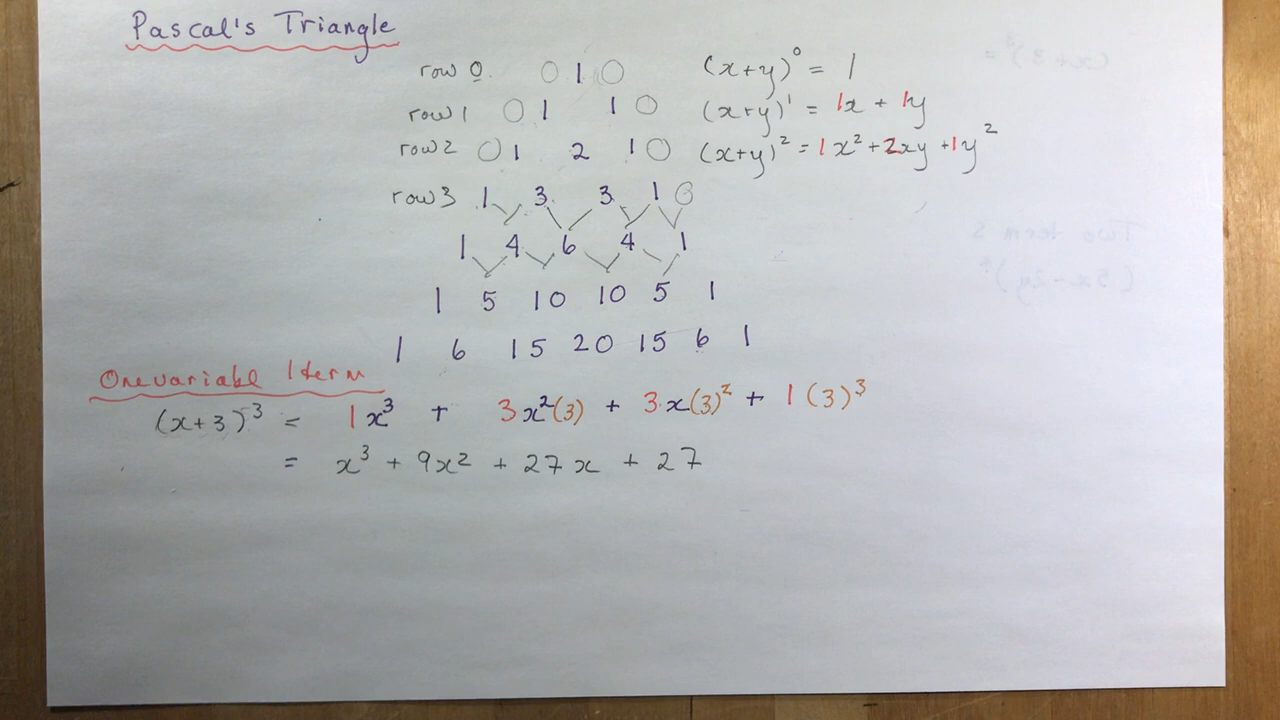 Pascal's Triangle
row 0. 0 1 0 (x+y)⁰ = 1
row 1 0 1 1 0 (x+y)¹ = 1x + 1y
row 2 0 1 2 1 0 (x+y)² = 1x² + 2xy + 1y²
row 3 1 3 3 1 0
1 4 6 4 1
1 5 10 10 5 1
1 6 15 20 15 6 1
One variable 1 term
(x+3)³ = 1x³ + 3x²(3) + 3x(3)² + 1(3)³
= x³ + 9x² + 27x + 27